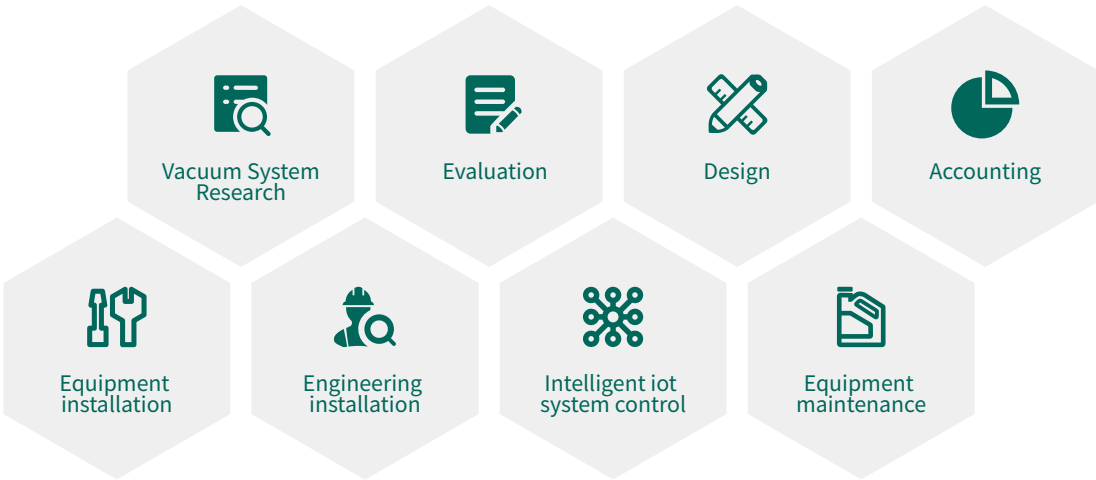 Vacuum System
Research
Evaluation
Design
Accounting
Equipment
installation
Engineering
installation
Intelligent iot
system control
Equipment
maintenance